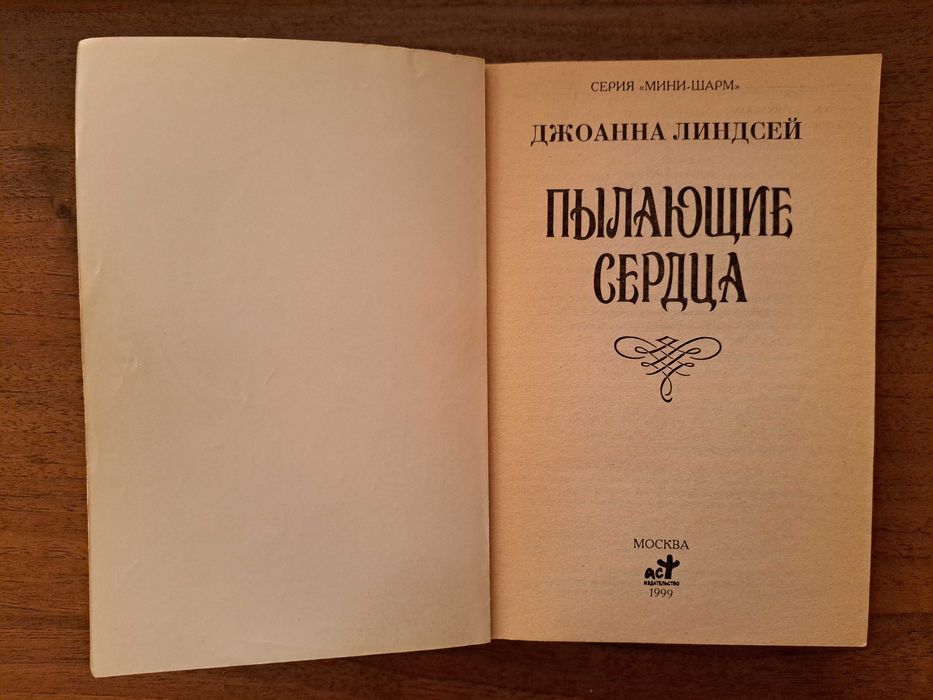 СЕРИЯ «МИНИ-ШАРМ»
ДЖОАННА ЛИНДСЕЙ
ПЫЛАЮЩИЕ
СЕРДЦА
МОСКВА
аст
ИЗДАТЕЛЬСТВО
1999